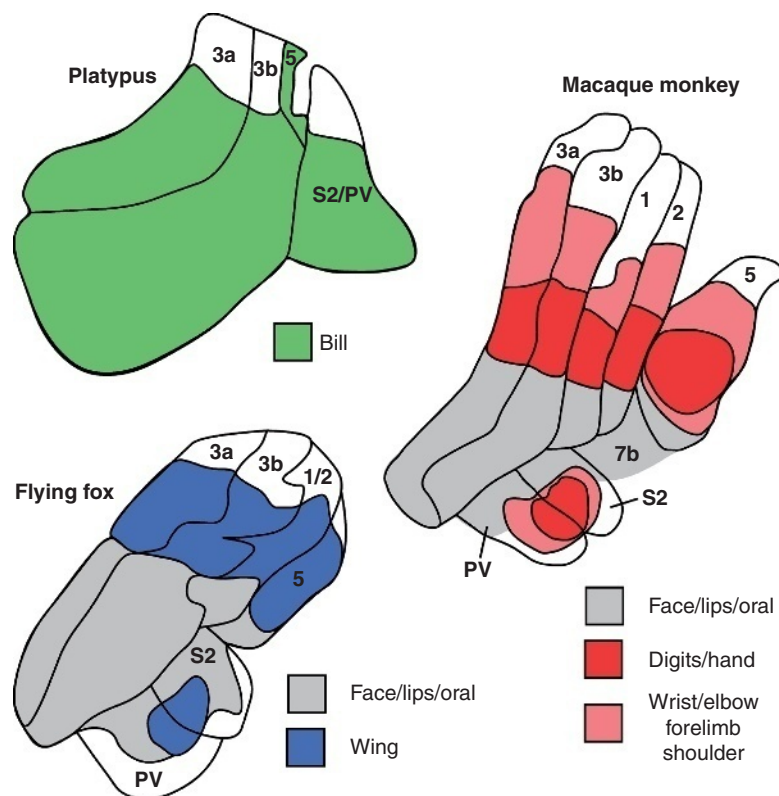 Platypus
3a
3b
5
S2/PV
Bill
Macaque monkey
3a
3b
1
2
5
7b
S2
PV
Face/lips/oral
Digits/hand
Wrist/elbow
forelimb
shoulder
Flying fox
3a
3b
1/2
5
S2
PV
Face/lips/oral
Wing